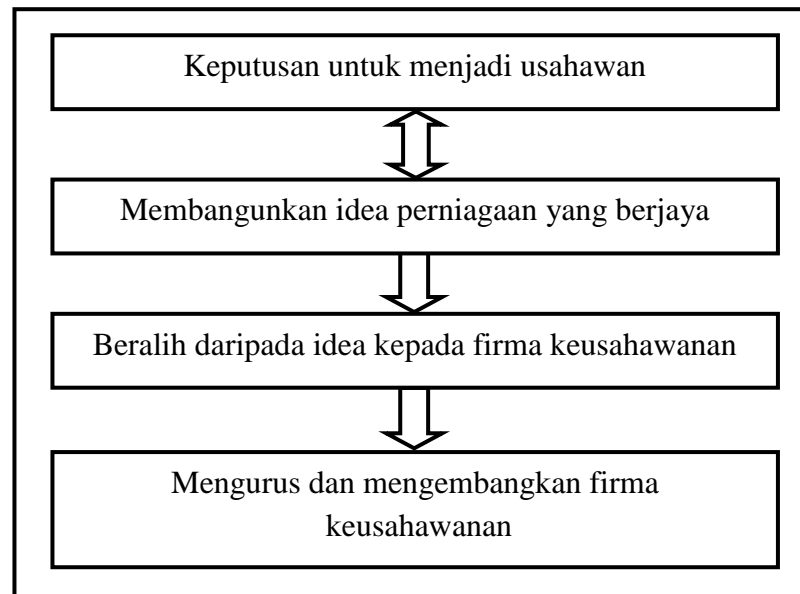 Keputusan untuk menjadi usahawan
Membangunkan idea perniagaan yang berjaya
Beralih daripada idea kepada firma keusahawanan
Mengurus dan mengembangkan firma
keusahawanan